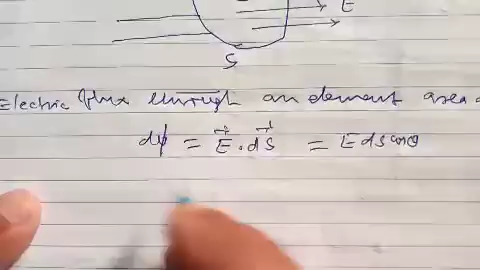 E
S
Electric flux through an element area
dφ = E⃗ . dS⃗ = E ds cosθ